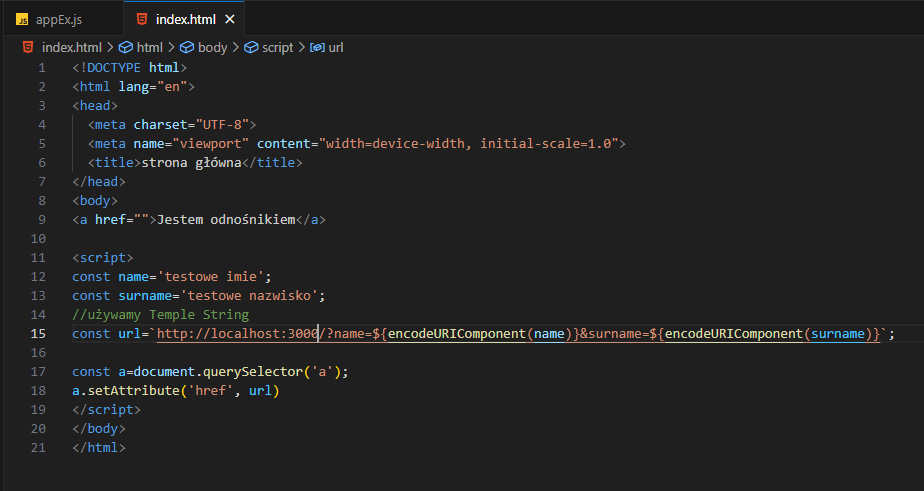 JS appEx.js index.html ×
index.html > html > body > script > url
1 <!DOCTYPE html>
2 <html lang="en">
3 <head>
4 <meta charset="UTF-8">
5 <meta name="viewport" content="width=device-width, initial-scale=1.0">
6 <title>strona główna</title>
7 </head>
8 <body>
9 <a href="">Jestem odnośnikiem</a>
10
11 <script>
12 const name='testowe imie';
13 const surname='testowe nazwisko';
14 //używamy Temple String
15 const url=`http://localhost:3000/?name=${encodeURIComponent(name)}&surname=${encodeURIComponent(surname)}`;
16
17 const a=document.querySelector('a');
18 a.setAttribute('href', url)
19 </script>
20 </body>
21 </html>